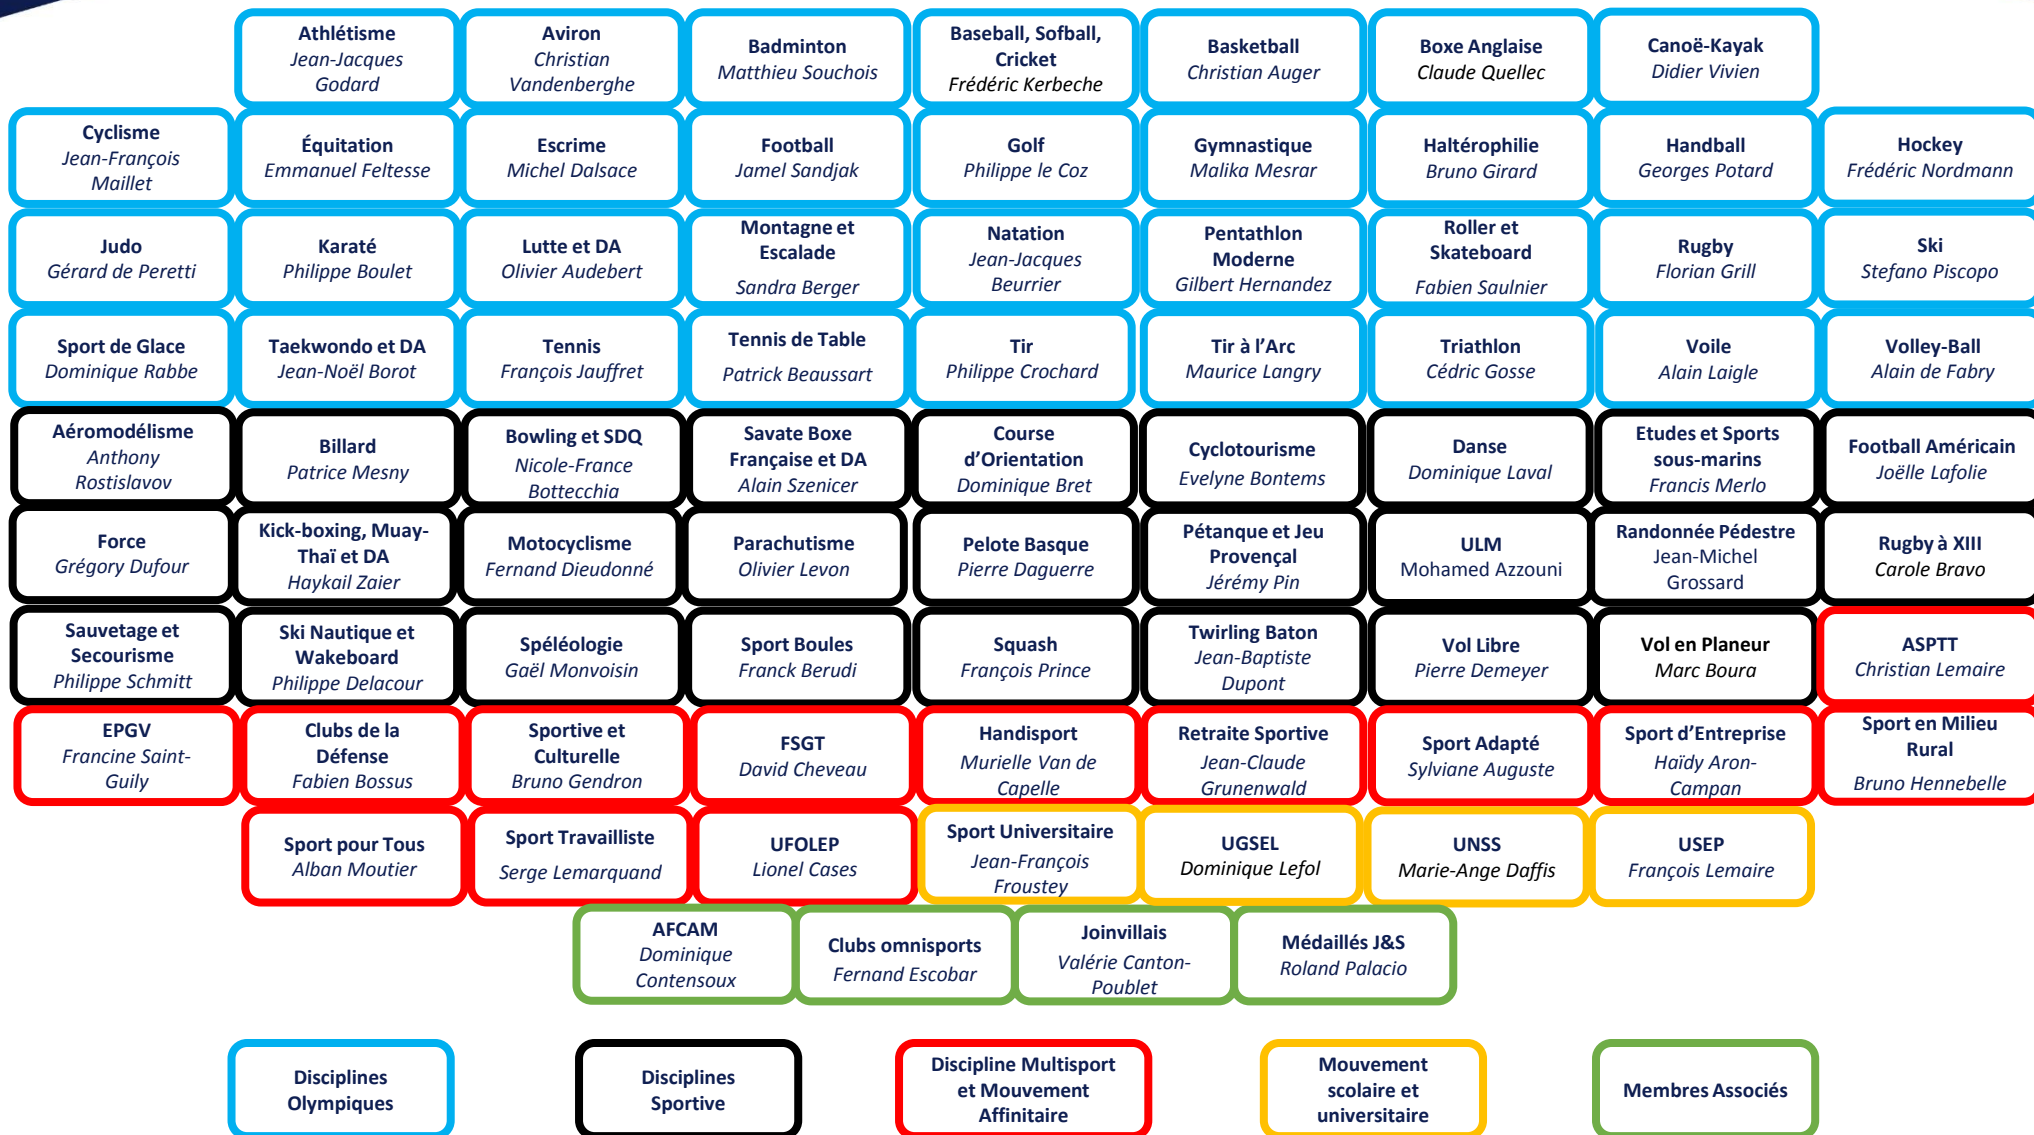 Athlétisme
Jean-Jacques
Godard
Aviron
Christian
Vandenberghe
Badminton
Matthieu Souchois
Baseball, Sofball,
Cricket
Frédéric Kerbeche
Basketball
Christian Auger
Boxe Anglaise
Claude Quellec
Canoë-Kayak
Didier Vivien
Cyclisme
Jean-François
Maillet
Équitation
Emmanuel Feltesse
Escrime
Michel Dalsace
Football
Jamel Sandjak
Golf
Philippe le Coz
Gymnastique
Malika Mesrar
Haltérophilie
Bruno Girard
Handball
Georges Potard
Hockey
Frédéric Nordmann
Judo
Gérard de Peretti
Karaté
Philippe Boulet
Lutte et DA
Olivier Audebert
Montagne et
Escalade
Sandra Berger
Natation
Jean-Jacques
Beurrier
Pentathlon
Moderne
Gilbert Hernandez
Roller et
Skateboard
Fabien Saulnier
Rugby
Florian Grill
Ski
Stefano Piscopo
Sport de Glace
Dominique Rabbe
Taekwondo et DA
Jean-Noël Borot
Tennis
François Jauffret
Tennis de Table
Patrick Beaussart
Tir
Philippe Crochard
Tir à l’Arc
Maurice Langry
Triathlon
Cédric Gosse
Voile
Alain Laigle
Volley-Ball
Alain de Fabry
Aéromodélisme
Anthony
Rostislavov
Billard
Patrice Mesny
Bowling et SDQ
Nicole-France
Bottecchia
Savate Boxe
Française et DA
Alain Szenicer
Course
d’Orientation
Dominique Bret
Cyclotourisme
Evelyne Bontems
Danse
Dominique Laval
Etudes et Sports
sous-marins
Francis Merlo
Football Américain
Joëlle Lafolie
Force
Grégory Dufour
Kick-boxing, Muay-
Thaï et DA
Haykail Zaier
Motocyclisme
Fernand Dieudonné
Parachutisme
Olivier Levon
Pelote Basque
Pierre Daguerre
Pétanque et Jeu
Provençal
Jérémy Pin
ULM
Mohamed Azzouni
Randonnée Pédestre
Jean-Michel
Grossard
Rugby à XIII
Carole Bravo
Sauvetage et
Secourisme
Philippe Schmitt
Ski Nautique et
Wakeboard
Philippe Delacour
Spéléologie
Gaël Monvoisin
Sport Boules
Franck Berudi
Squash
François Prince
Twirling Baton
Jean-Baptiste
Dupont
Vol Libre
Pierre Demeyer
Vol en Planeur
Marc Boura
ASPTT
Christian Lemaire
EPGV
Francine Saint-
Guily
Clubs de la
Défense
Fabien Bossus
Sportive et
Culturelle
Bruno Gendron
FSGT
David Cheveau
Handisport
Murielle Van de
Capelle
Retraite Sportive
Jean-Claude
Grunenwald
Sport Adapté
Sylviane Auguste
Sport d’Entreprise
Haïdy Aron-
Campan
Sport en Milieu
Rural
Bruno Hennebelle
Sport pour Tous
Alban Moutier
Sport Travailliste
Serge Lemarquand
UFOLEP
Lionel Cases
Sport Universitaire
Jean-François
Froustey
UGSEL
Dominique Lefol
UNSS
Marie-Ange Daffis
USEP
François Lemaire
AFCAM
Dominique
Contensoux
Clubs omnisports
Fernand Escobar
Joinvillais
Valérie Canton-
Poublet
Médaillés J&S
Roland Palacio
Disciplines
Olympiques
Disciplines
Sportive
Discipline Multisport
et Mouvement
Affinitaire
Mouvement
scolaire et
universitaire
Membres Associés